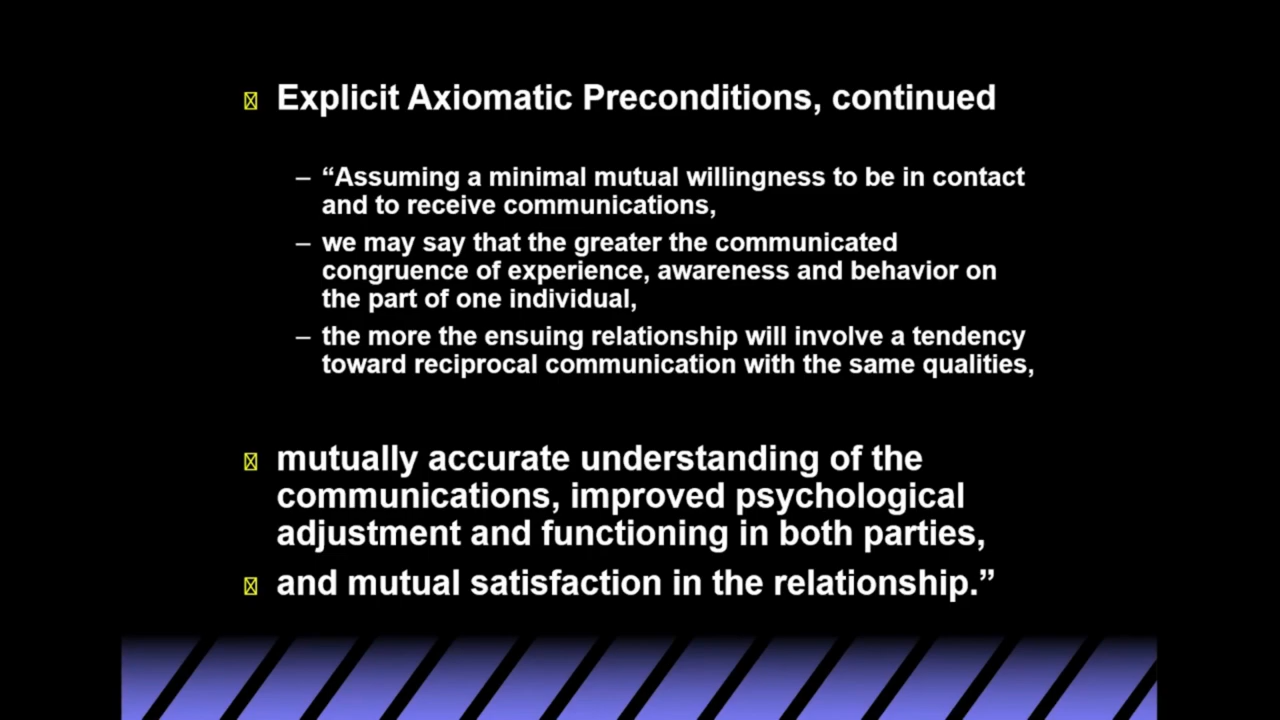 Explicit Axiomatic Preconditions, continued
– “Assuming a minimal mutual willingness to be in contact
and to receive communications,
– we may say that the greater the communicated
congruence of experience, awareness and behavior on
the part of one individual,
– the more the ensuing relationship will involve a tendency
toward reciprocal communication with the same qualities,
mutually accurate understanding of the
communications, improved psychological
adjustment and functioning in both parties,
and mutual satisfaction in the relationship.”